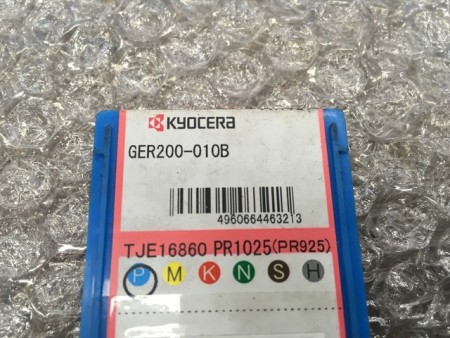 KYOCERA
GER200-010B
4960664463213
TJE16860 PR1025(PR925)
P M K N S H